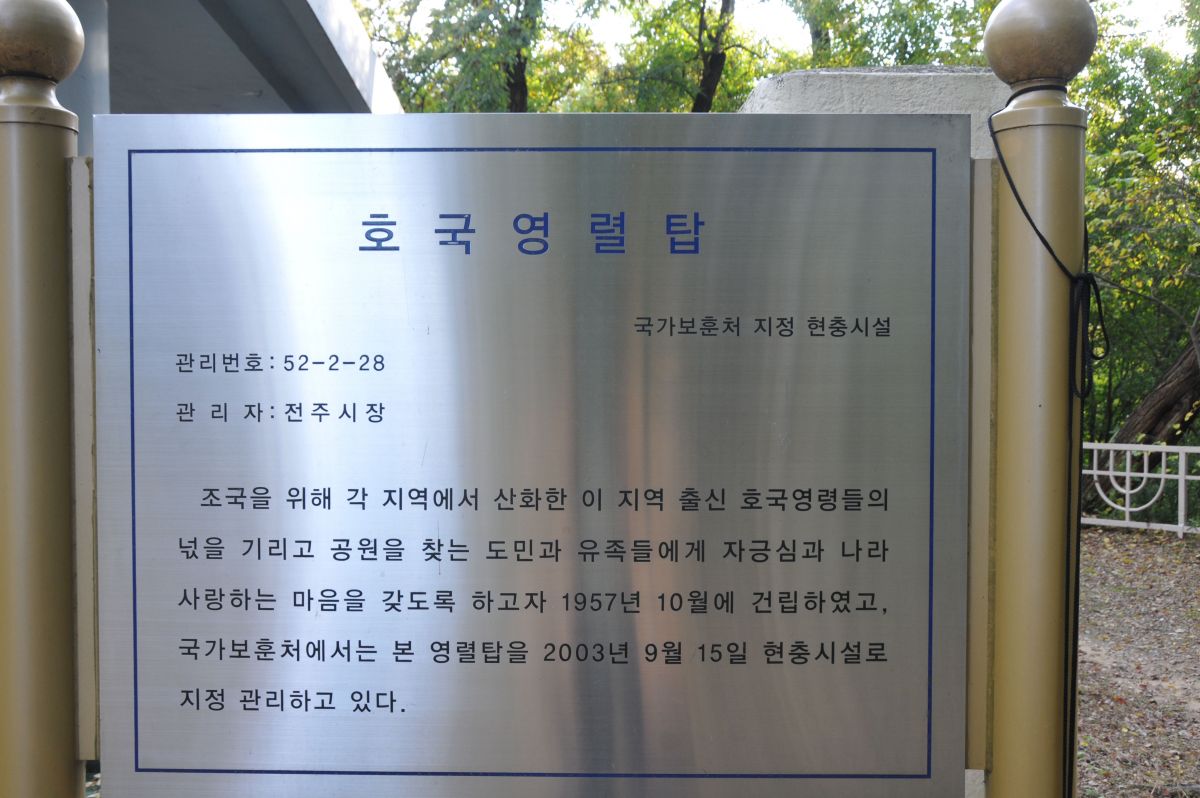 호국영렬탑
국가보훈처 지정 현충시설
관리번호: 52-2-28
관 리 자: 전주시장
조국을 위해 각 지역에서 산화한 이 지역 출신 호국영령들의
넋을 기리고 공원을 찾는 도민과 유족들에게 자긍심과 나라
사랑하는 마음을 갖도록 하고자 1957년 10월에 건립하였고,
국가보훈처에서는 본 영렬탑을 2003년 9월 15일 현충시설로
지정 관리하고 있다.